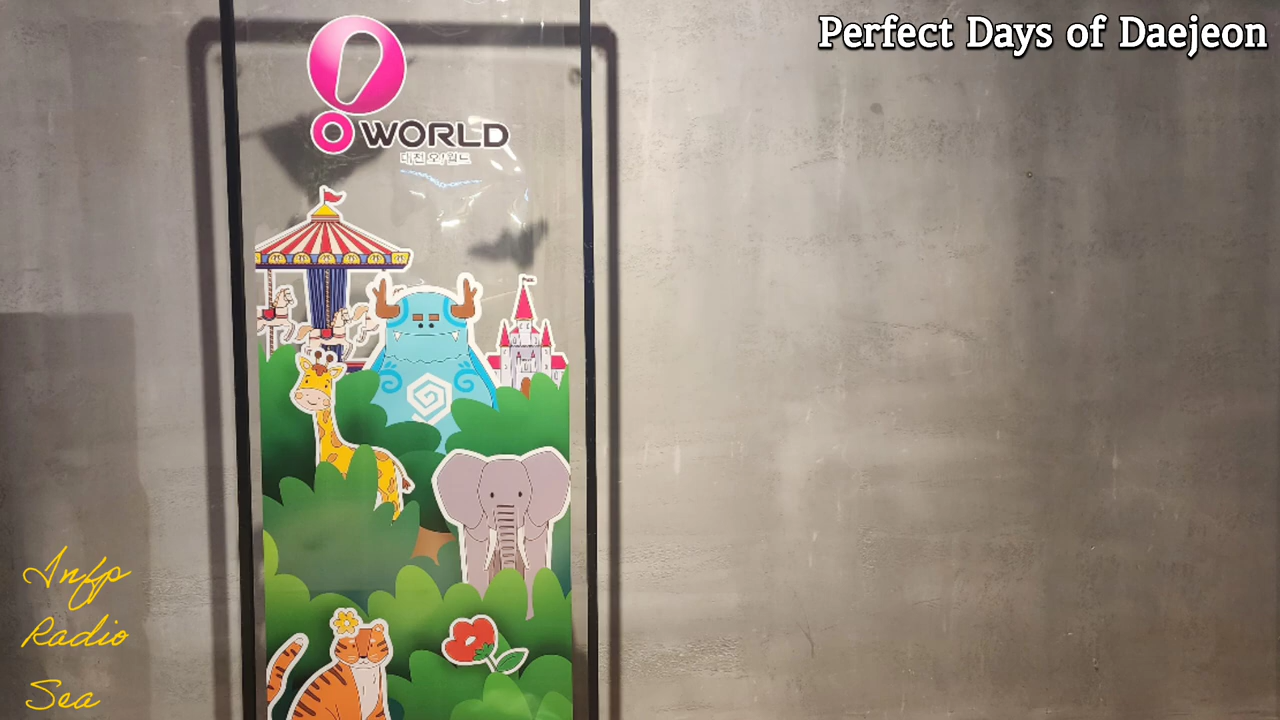 Perfect Days of Daejeon
WORLD
대전 오!월드
Infp
Radio
Sea